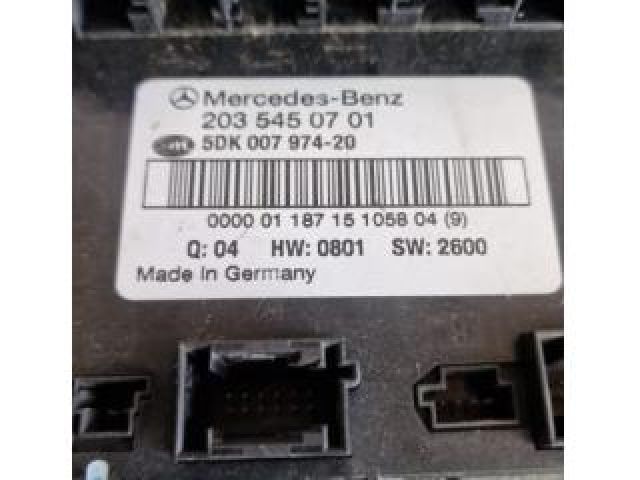 Mercedes-Benz
203 545 07 01
5DK 007 974-20
0000 01 187 15 1058 04 (9)
Q: 04 HW: 0801 SW: 2600
Made in Germany